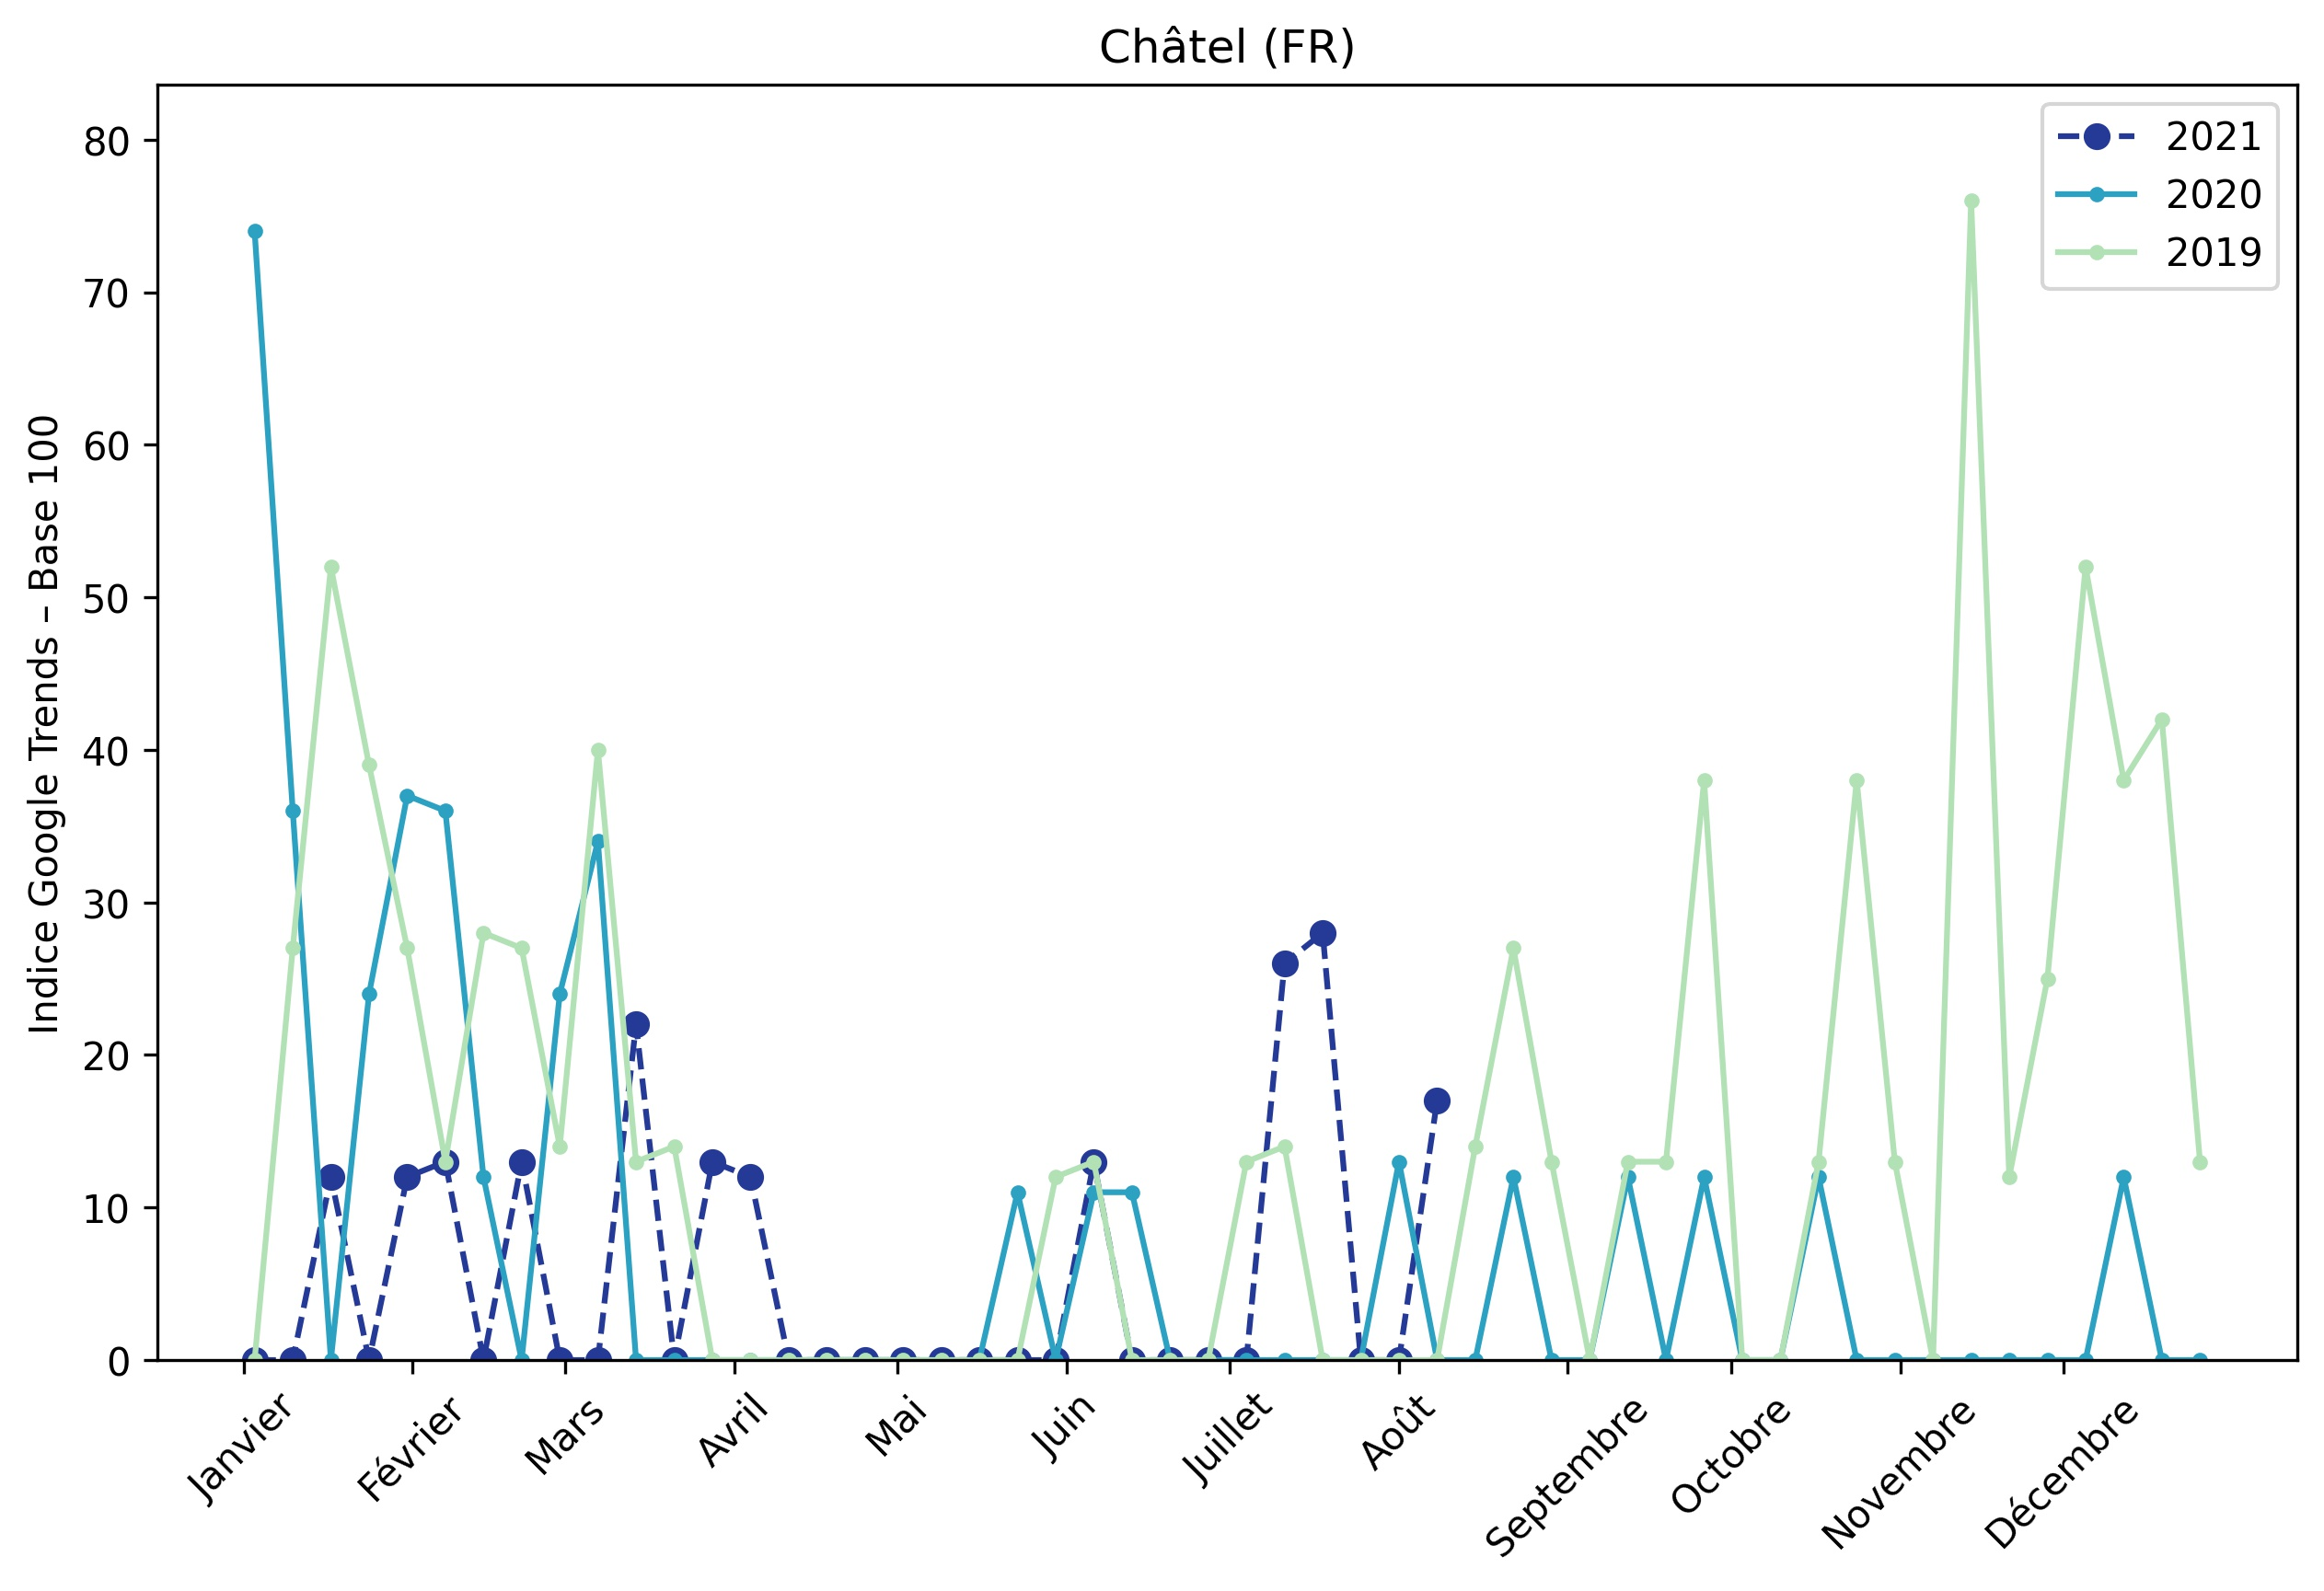 Châtel (FR)
Indice Google Trends – Base 100
80
70
60
50
40
30
20
10
0
2021
2020
2019
Janvier
Février
Mars
Avril
Mai
Juin
Juillet
Août
Septembre
Octobre
Novembre
Décembre